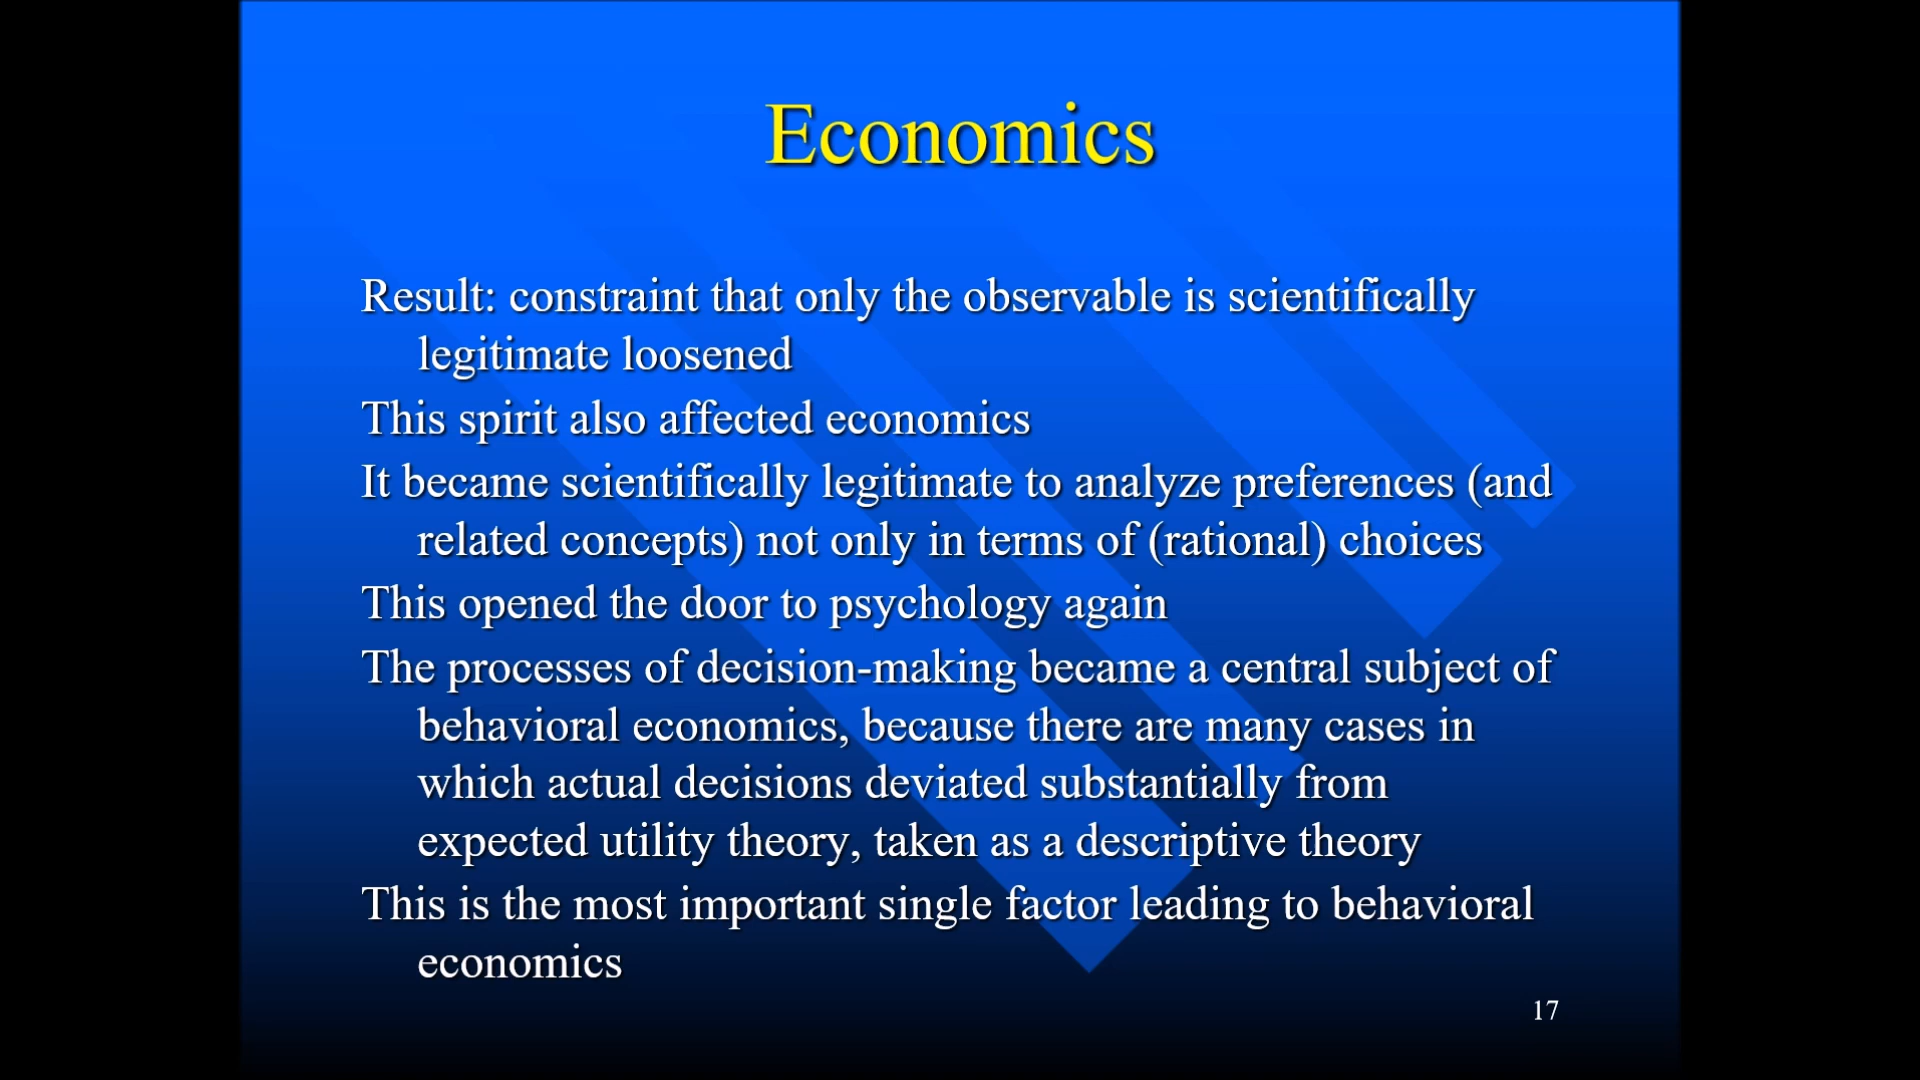 Economics
Result: constraint that only the observable is scientifically
legitimate loosened
This spirit also affected economics
It became scientifically legitimate to analyze preferences (and
related concepts) not only in terms of (rational) choices
This opened the door to psychology again
The processes of decision-making became a central subject of
behavioral economics, because there are many cases in
which actual decisions deviated substantially from
expected utility theory, taken as a descriptive theory
This is the most important single factor leading to behavioral
economics
17